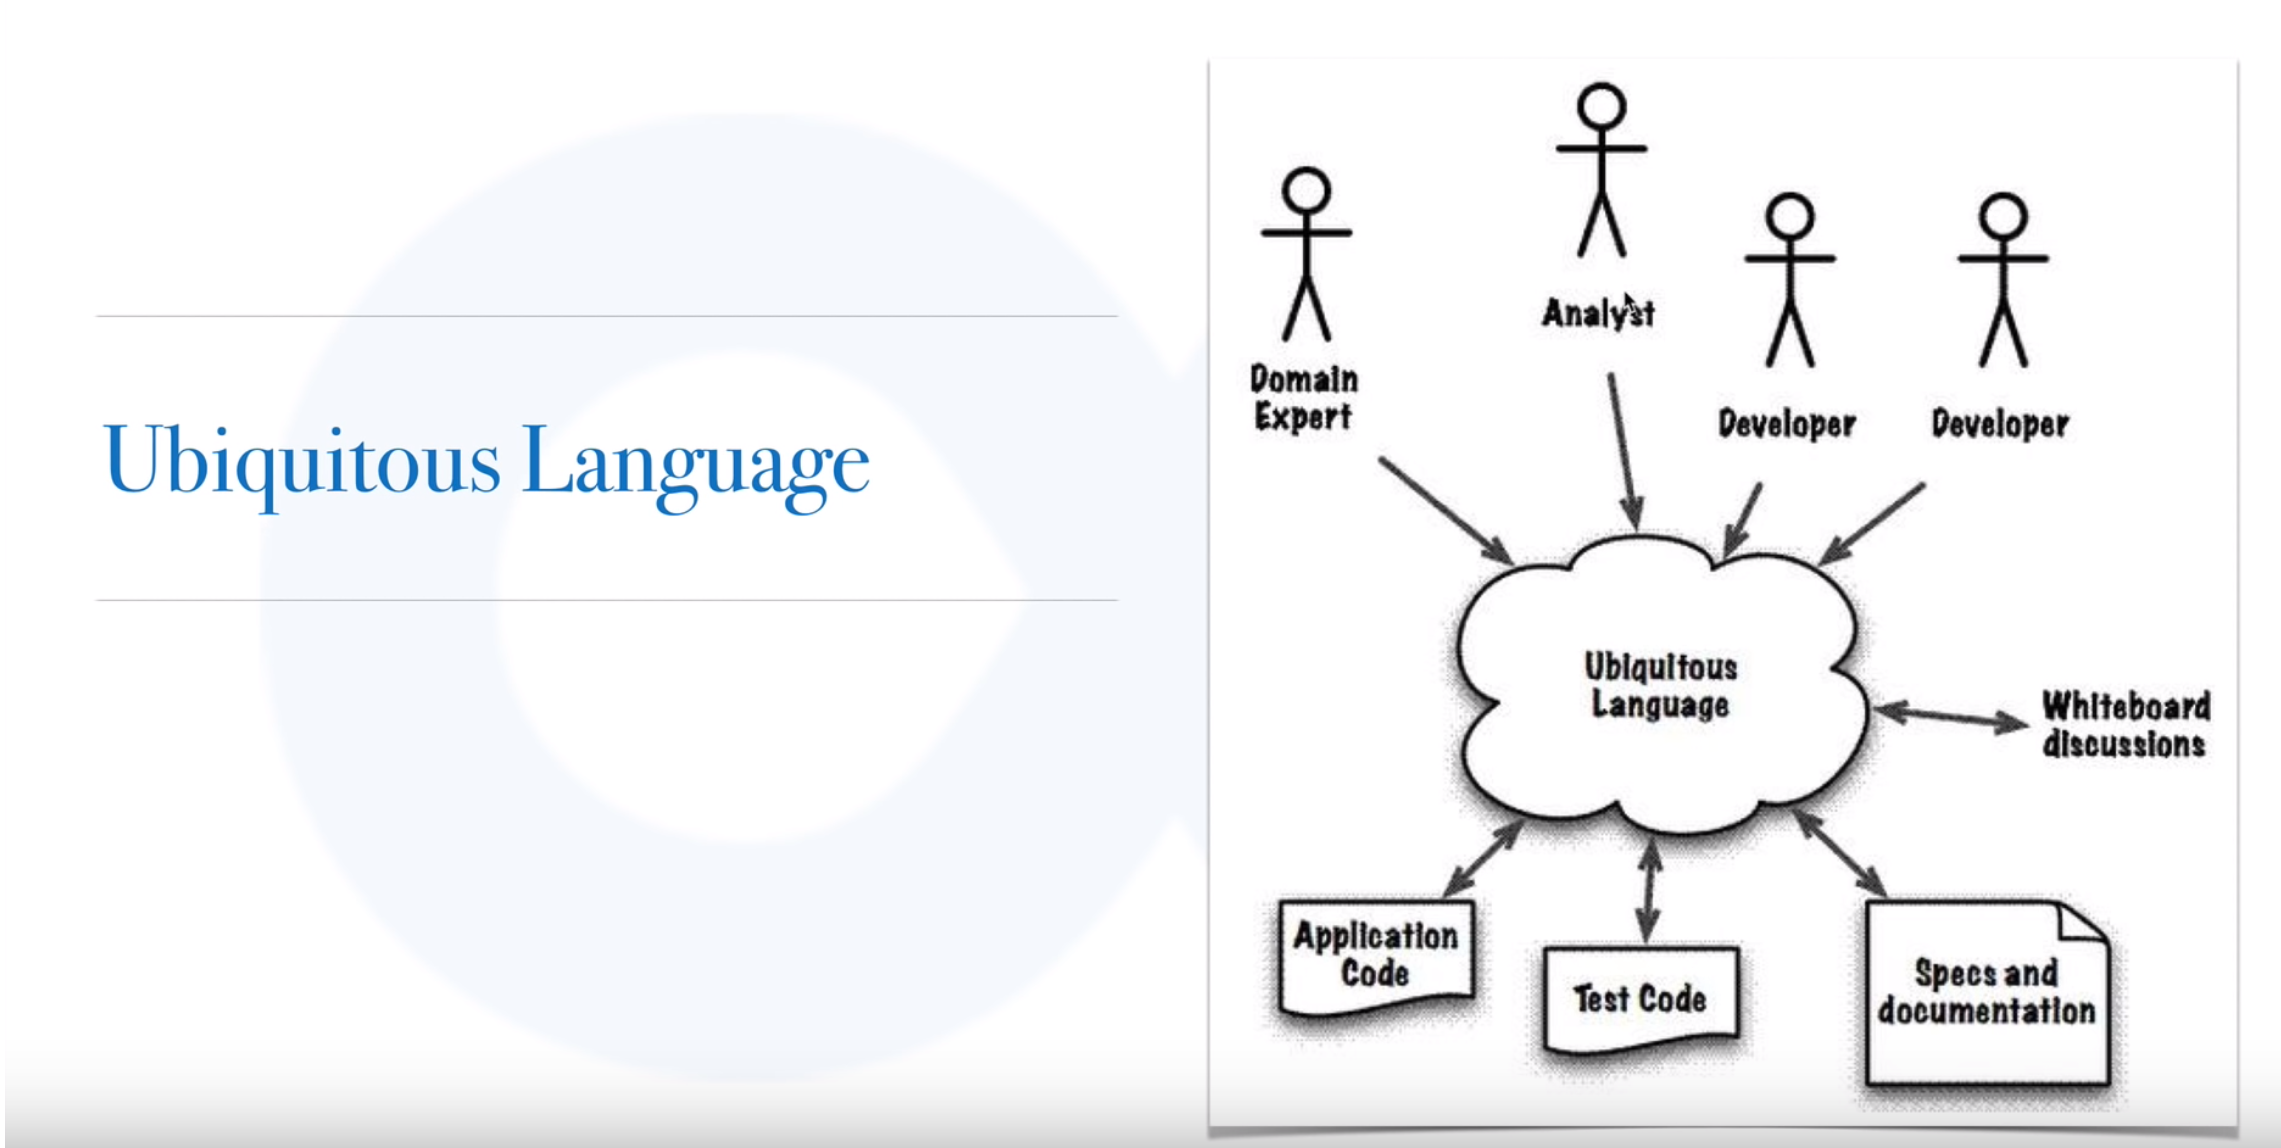 Ubiquitous Language
Analyst
Domain
Expert
Developer
Developer
Ubiquitous
Language
Whiteboard
discussions
Application
Code
Test Code
Specs and
documentation